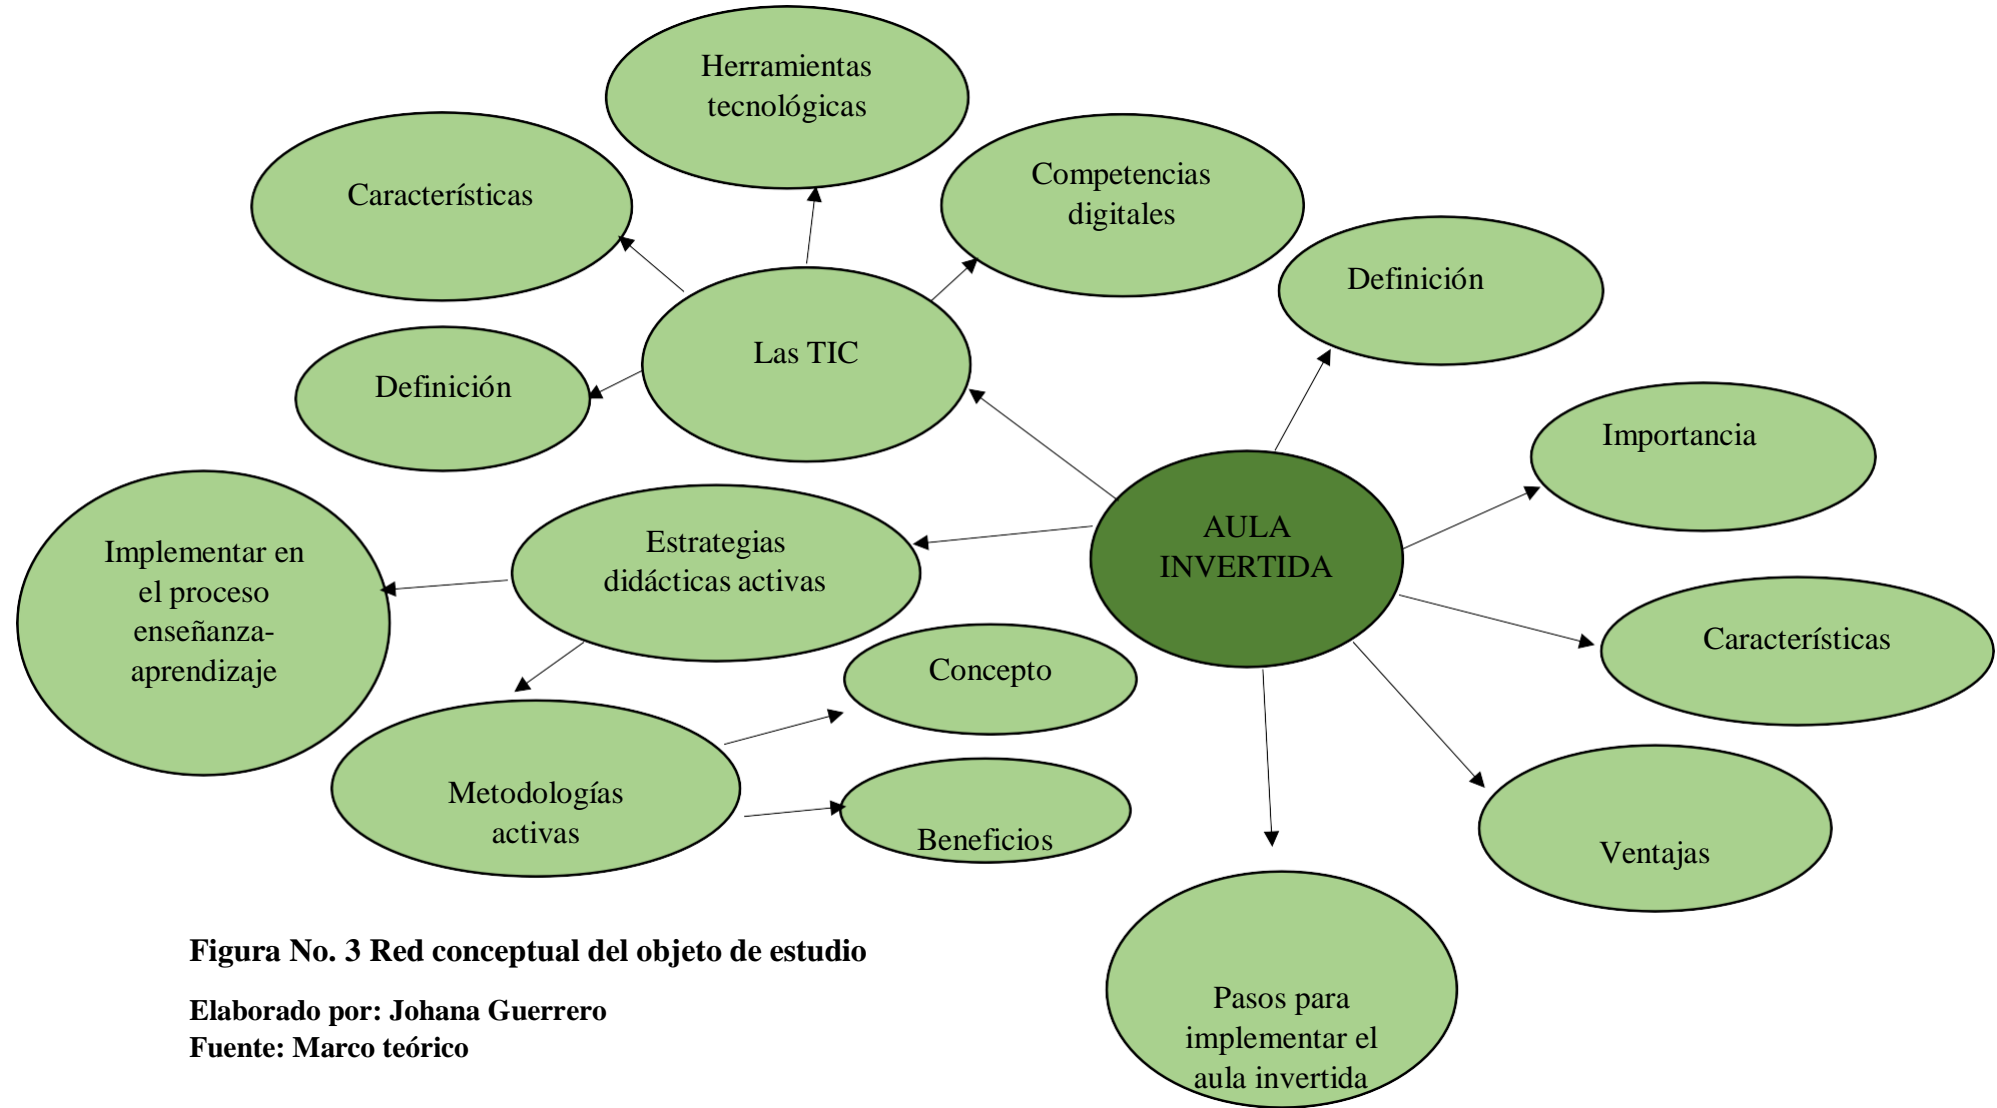 Herramientas
tecnológicas
Característícas
Competencias
digitales
Definición
Las TIC
Definición
Importancia
AULA
INVERTIDA
Estrategias
didácticas activas
Implementar en
el proceso
enseñanza-
aprendizaje
Característícas
Concepto
Metodologías
activas
Beneficios
Ventajas
Pasos para
implementar el
aula invertida
Figura No. 3 Red conceptual del objeto de estudio
Elaborado por: Johana Guerrero
Fuente: Marco teórico